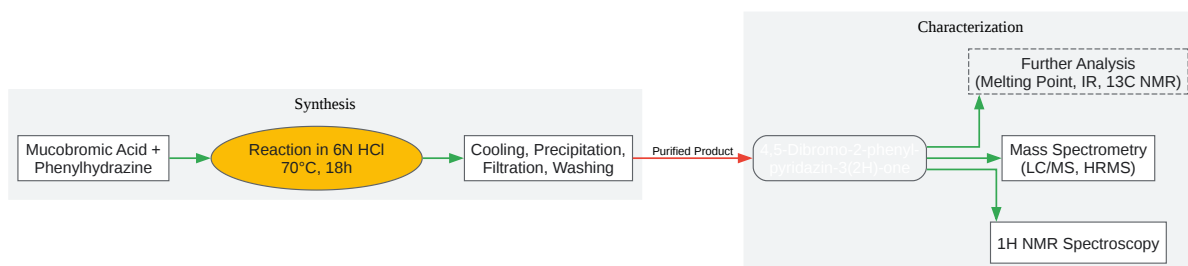 Synthesis
Mucobromic Acid +
Phenylhydrazine
Reaction in 6N HCl
70°C, 18h
Cooling, Precipitation,
Filtration, Washing
Purified Product
Characterization
4,5-Dibromo-2-phenyl-
pyridazin-3(2H)-one
Further Analysis
(Melting Point, IR, 13C NMR)
Mass Spectrometry
(LC/MS, HRMS)
1H NMR Spectroscopy